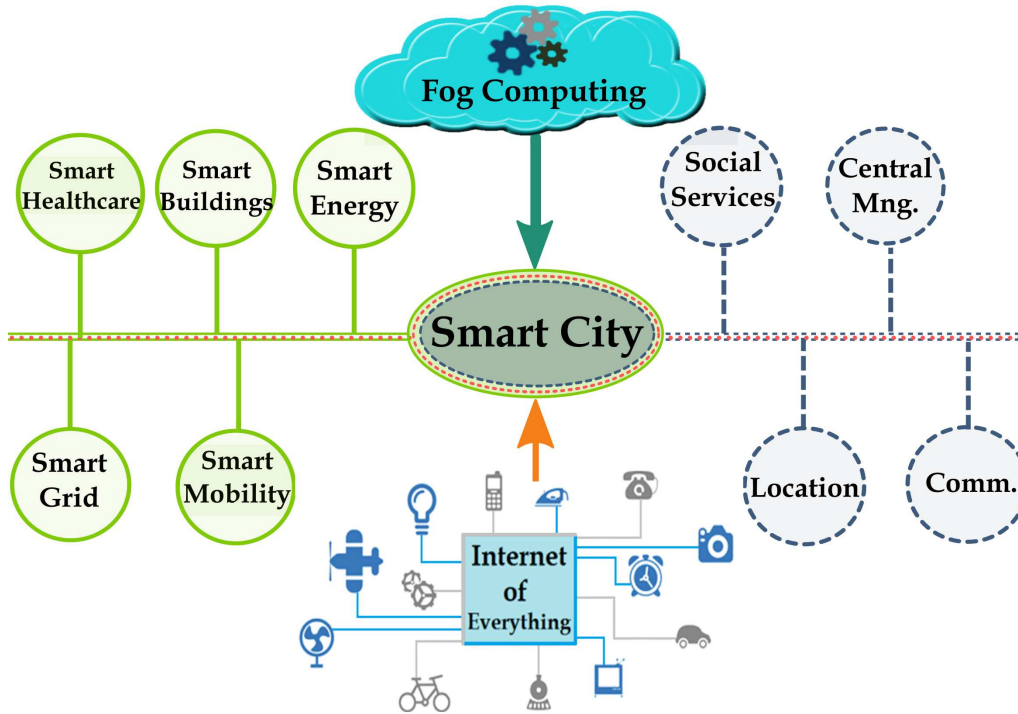 Fog Computing
Smart
Healthcare
Smart
Buildings
Smart
Energy
Social
Services
Central
Mng.
Smart City
Smart
Grid
Smart
Mobility
Location
Comm.
Internet
of
Everything